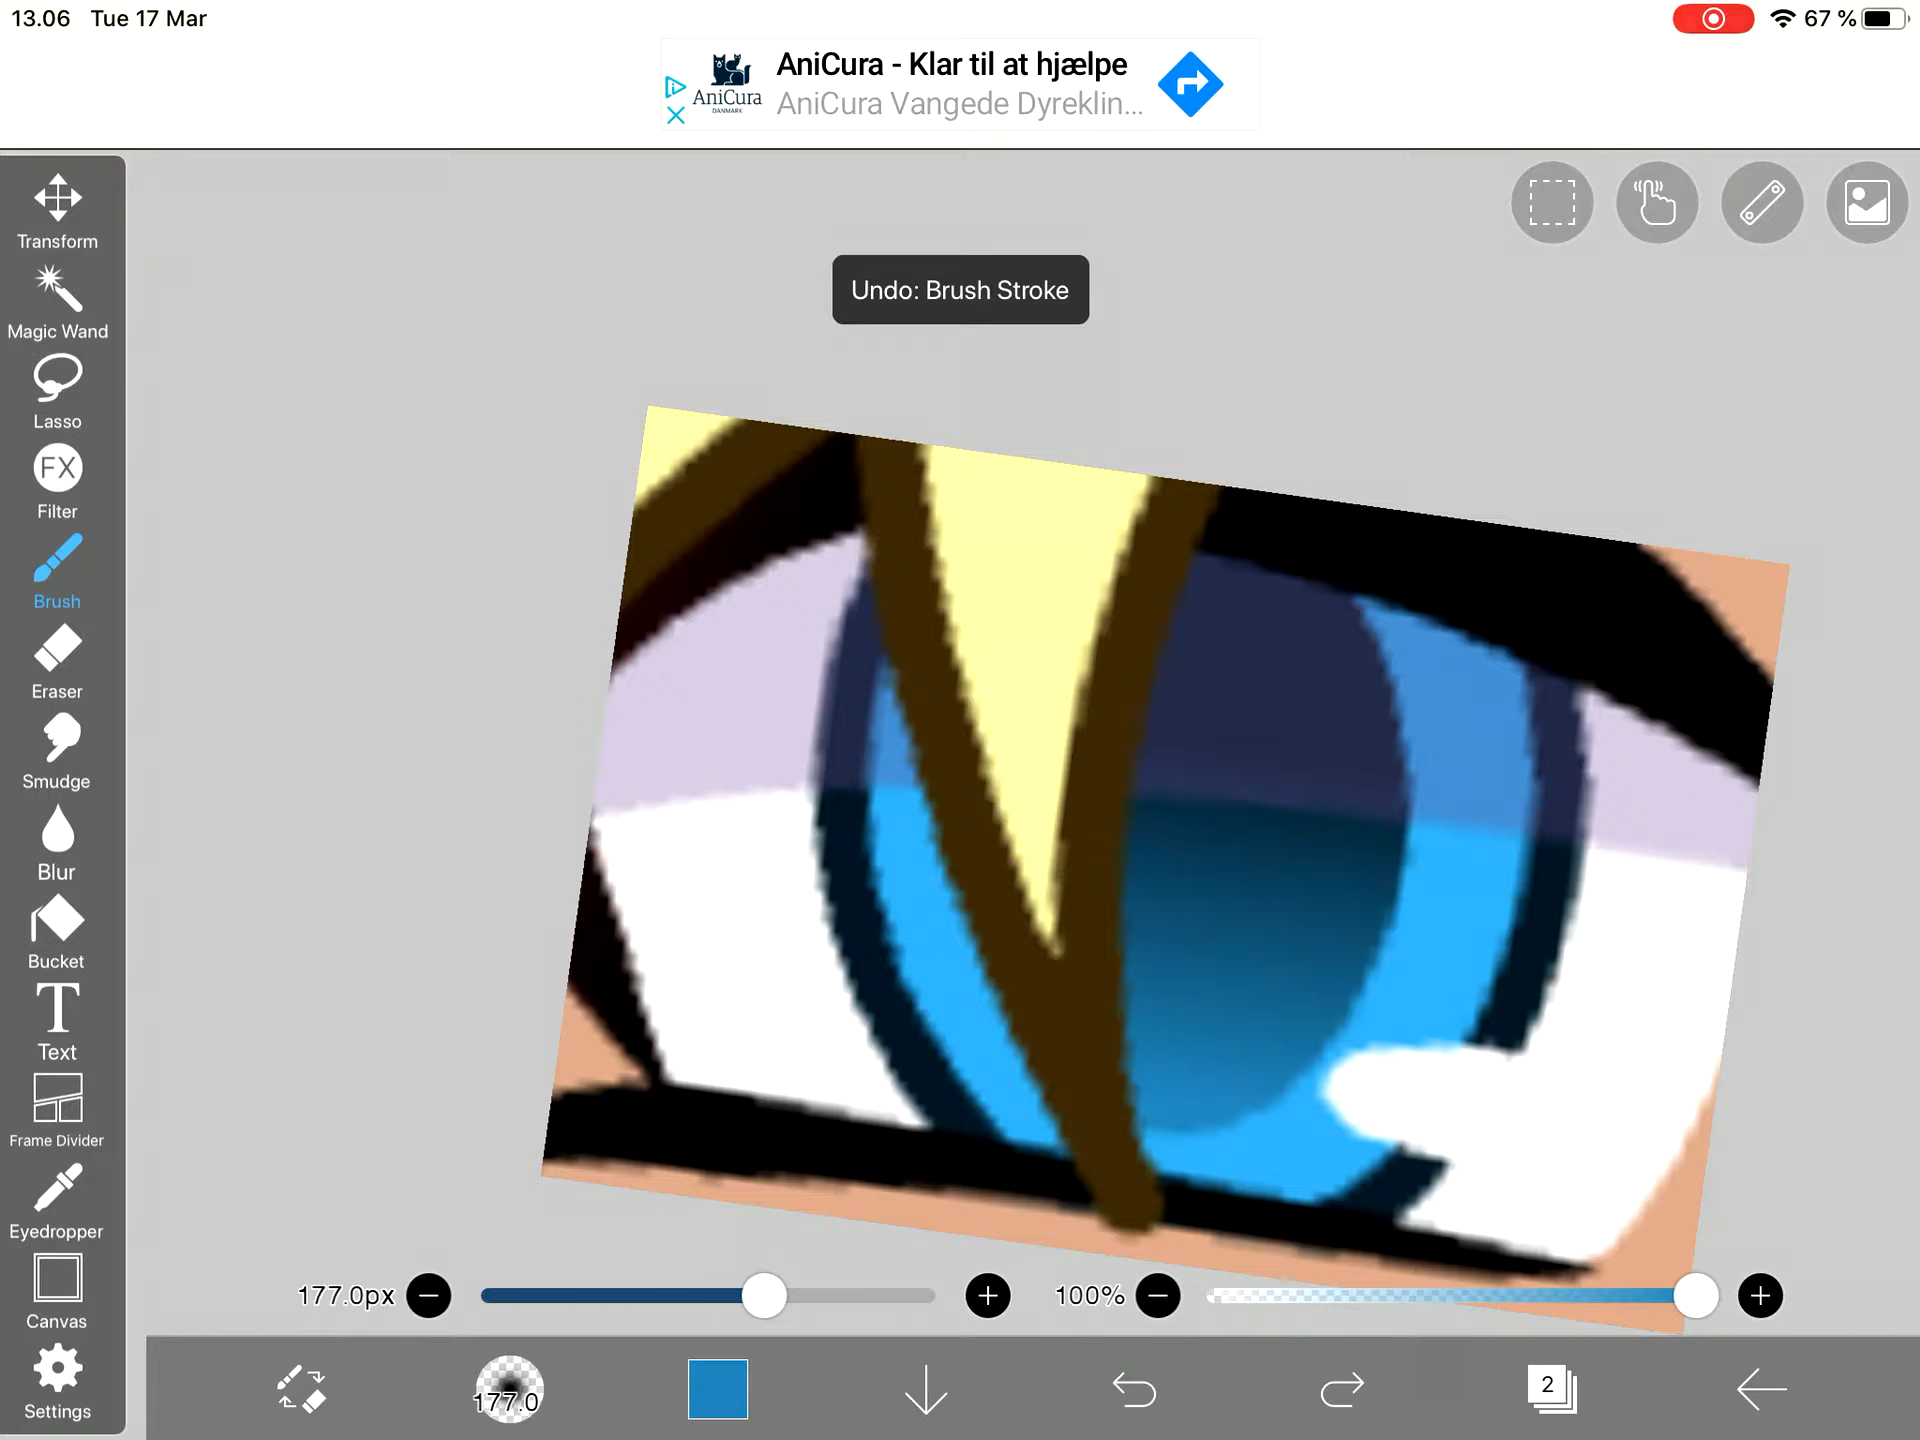 13.06 Tue 17 Mar
67 %
AniCura - Klar til at hjælpe
AniCura
DANMARK
AniCura Vangede Dyreklin...
Transform
Magic Wand
Lasso
FX
Filter
Brush
Eraser
Smudge
Blur
Bucket
T
Text
Frame Divider
Eyedropper
Canvas
Settings
Undo: Brush Stroke
177.0px
100%
177.0
2